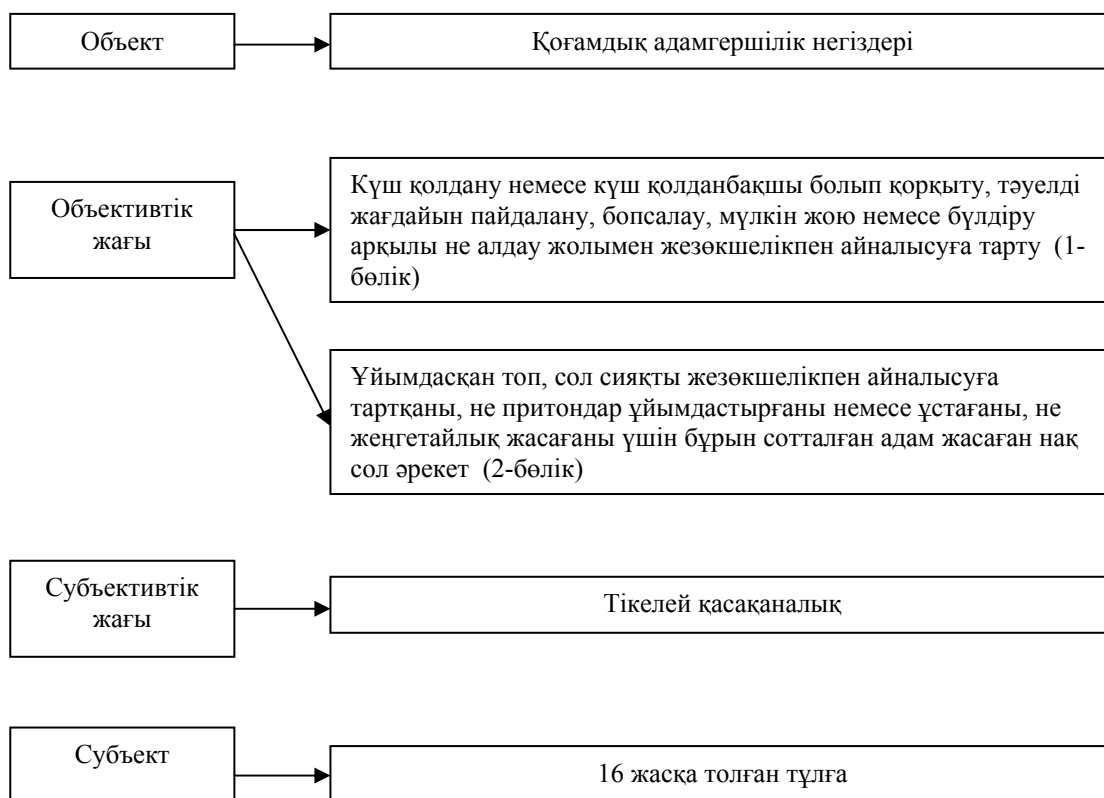 Объект
Қоғамдық адамгершілік негіздері
Объективтік
жағы
Күш қолдану немесе күш қолданбақшы болып қорқыту, тәуелді
жағдайын пайдалану, бопсалау, мүлкін жою немесе бүлдіру
арқылы не алдау жолымен жезөкшелікпен айналысуға тарту (1-
бөлік)
Ұйымдасқан топ, сол сияқты жезөкшелікпен айналысуға
тартқаны, не притондар ұйымдастырғаны немесе ұстағаны, не
жеңгетайлық жасағаны үшін бұрын сотталған адам жасаған нақ
сол әрекет (2-бөлік)
Субъективтік
жағы
Тікелей қасақаналық
Субъект
16 жасқа толған тұлға